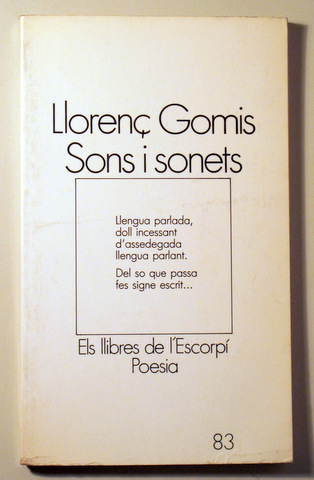 Llorenç Gomis
Sons i sonets
Llengua parlada,
doll incessant
d'assedegada
llengua parlant.
Del so que passa
fes signe escrit...
Els llibres de l'Escorpí
Poesia
83